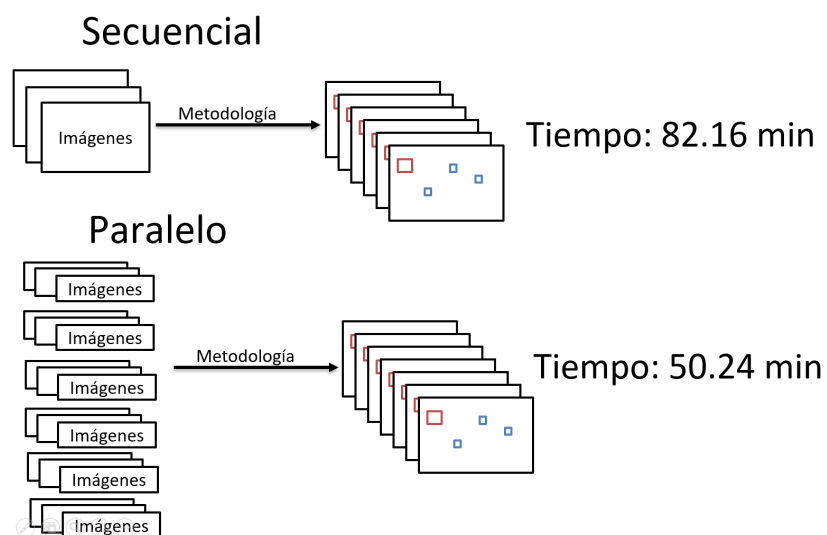 Secuencial
Imágenes
Metodología
Tiempo: 82.16 min
Paralelo
Imágenes
Imágenes
Imágenes
Imágenes
Imágenes
Imágenes
Metodología
Tiempo: 50.24 min